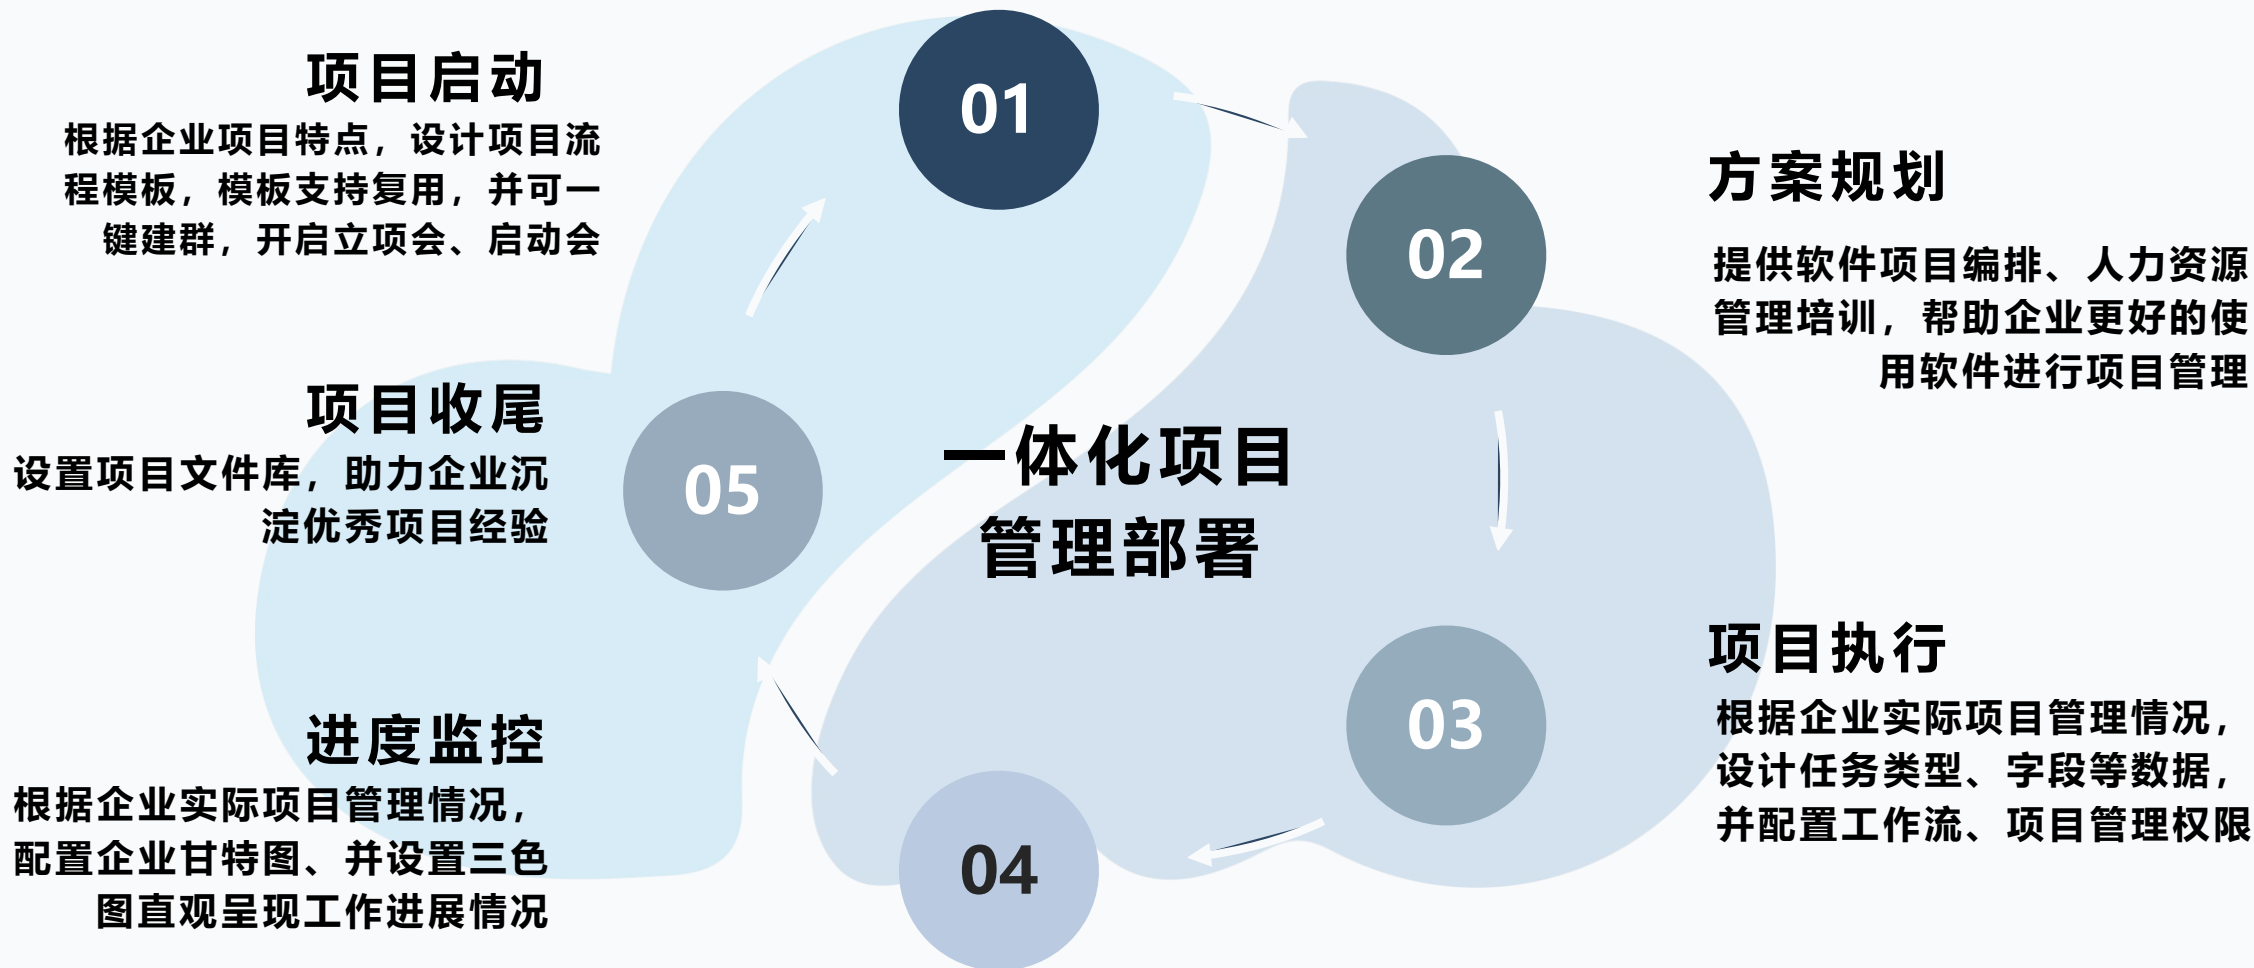 01
项目启动
根据企业项目特点，设计项目流
程模板，模板支持复用，并可一
键建群，开启立项会、启动会
02
方案规划
提供软件项目编排、人力资源
管理培训，帮助企业更好的使
用软件进行项目管理
一体化项目
管理部署
03
项目执行
根据企业实际项目管理情况，
设计任务类型、字段等数据，
并配置工作流、项目管理权限
04
进度监控
根据企业实际项目管理情况，
配置企业甘特图、并设置三色
图直观呈现工作进展情况
05
项目收尾
设置项目文件库，助力企业沉
淀优秀项目经验